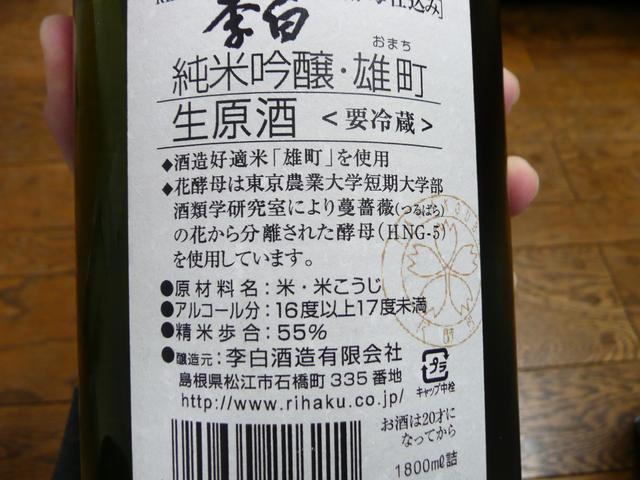 仕込み]
李白
おまち
純米吟醸・雄町
生原酒 <要冷蔵>
◆酒造好適米「雄町」を使用
◆花酵母は東京農業大学短期大学部
酒類学研究室により蔓薔薇(つるばら)
の花から分離された酵母(HNG-5)
を使用しています。
●原材料名:米・米こうじ
●アルコール分:16度以上17度未満
●精米歩合:55%
●醸造元:李白酒造有限会社
島根県松江市石橋町335番地
http://www.rihaku.co.jp/
プラ
キャップ中栓
お酒は20才に
なってから
1800mℓ詰